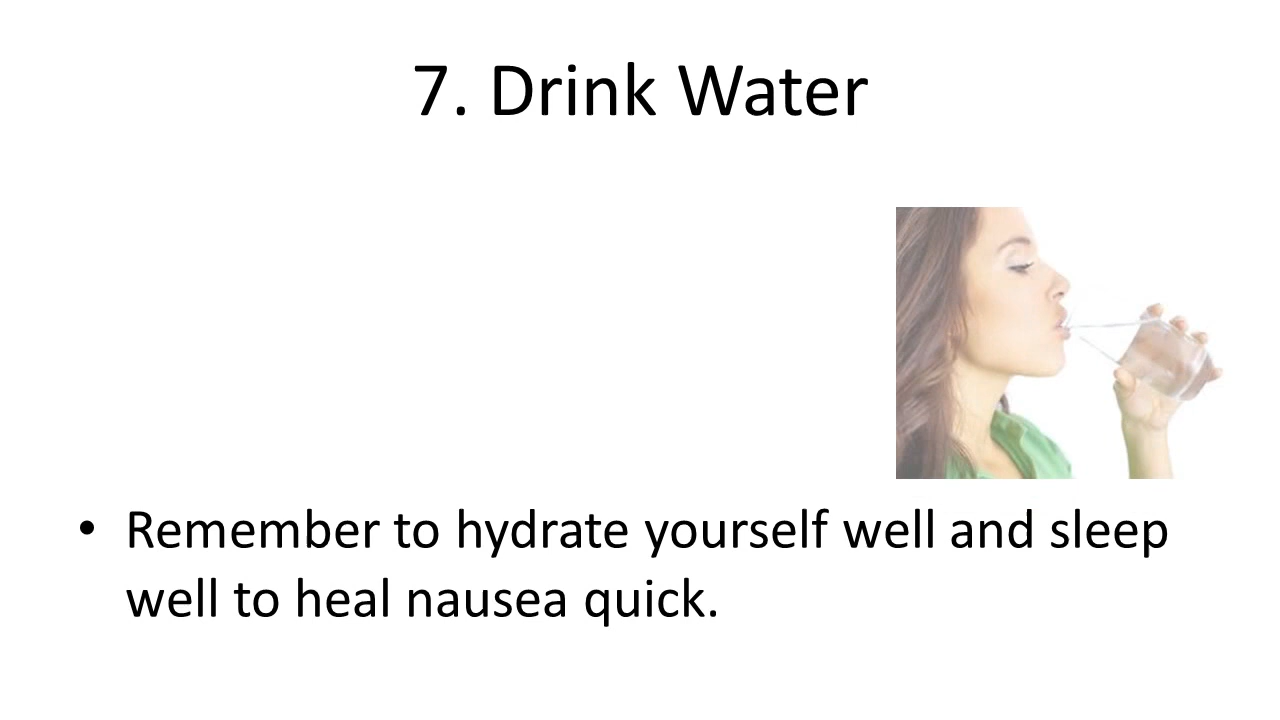 7. Drink Water
• Remember to hydrate yourself well and sleep
well to heal nausea quick.